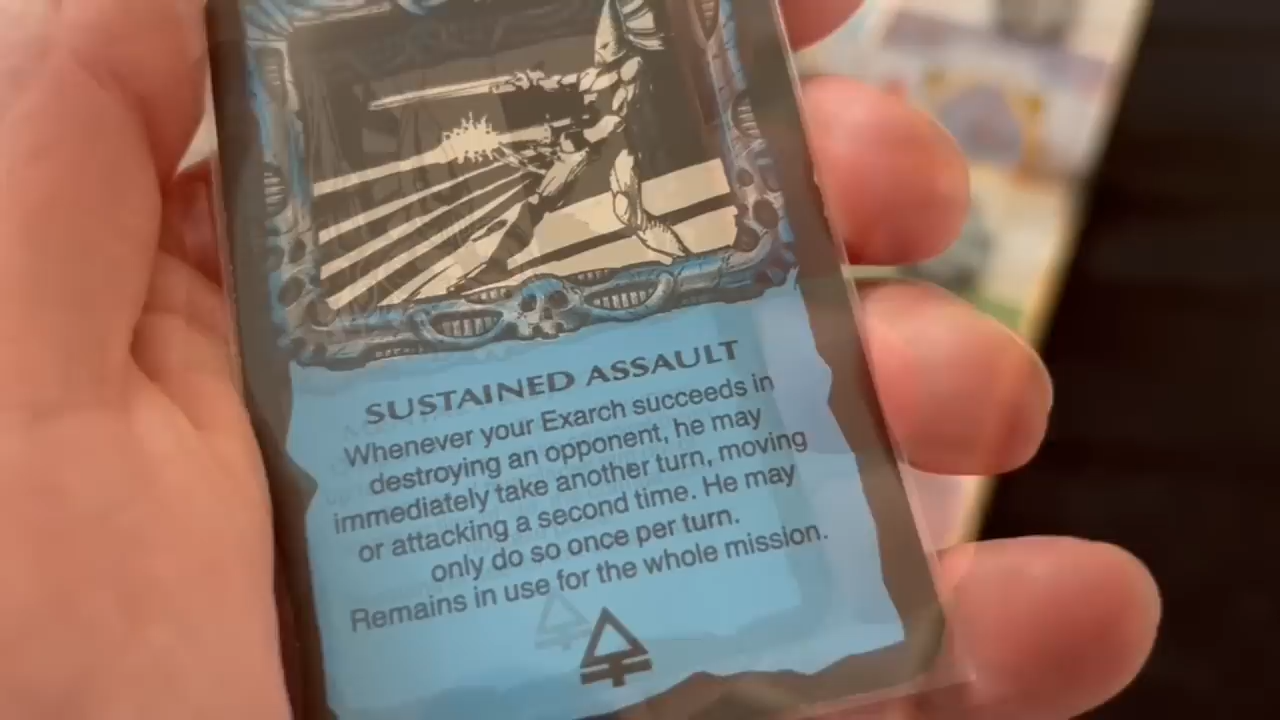 SUSTAINED ASSAULT
Whenever your Exarch succeeds in
destroying an opponent, he may
immediately take another turn, moving
or attacking a second time. He may
only do so once per turn.
Remains in use for the whole mission.